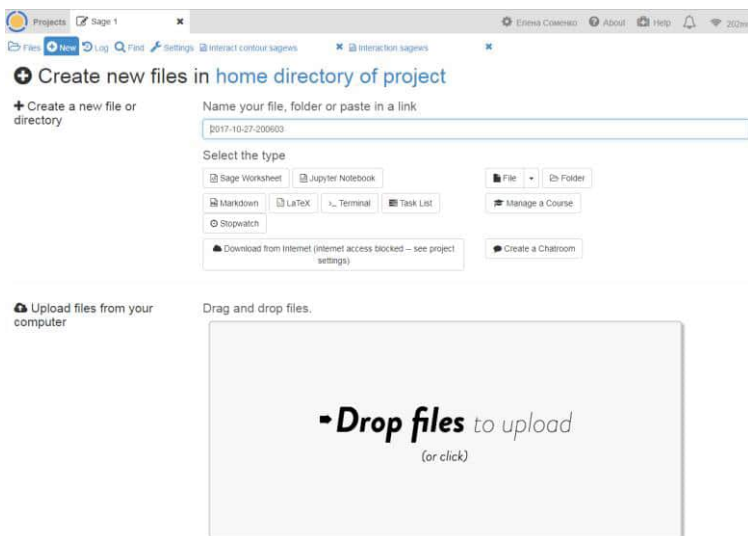 Projects Sage 1 Елена Соменко About Help 202ms
Files New Log Find Settings Interact contour.sagews Interaction sagews
Create new files in home directory of project
Create a new file or directory
Name your file, folder or paste in a link
2017-10-27-200603
Select the type
Sage Worksheet Jupyter Notebook File Folder
Markdown LaTeX Terminal Task List Manage a Course
Stopwatch
Download from Internet (internet access blocked -- see project settings) Create a Chatroom
Upload files from your computer
Drag and drop files.
Drop files to upload
(or click)